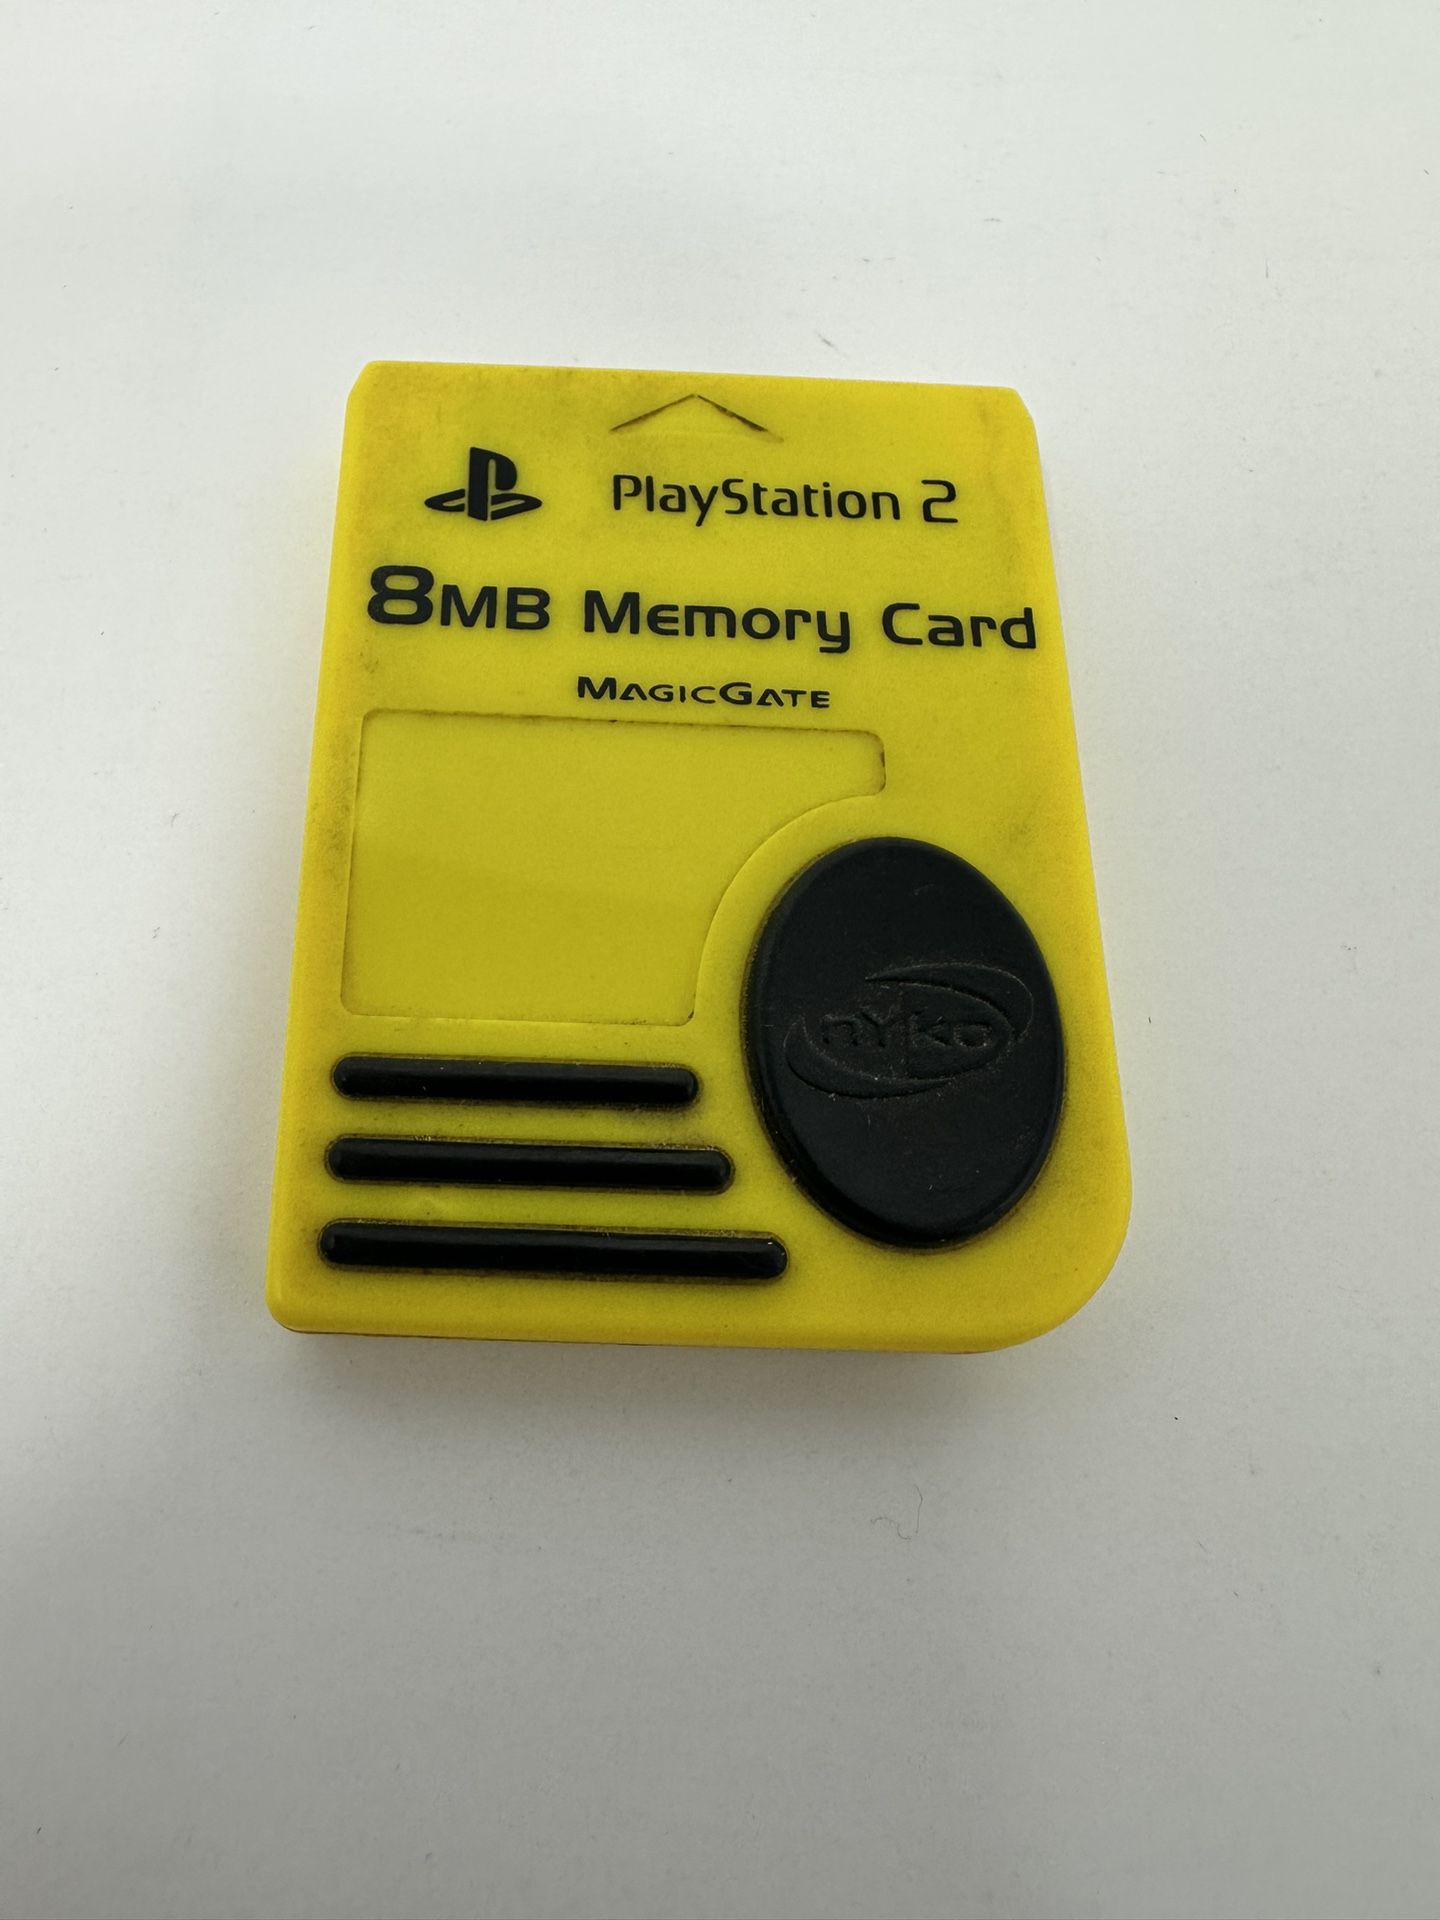 PlayStation 2
8MB Memory Card
MAGICGATE
nyko